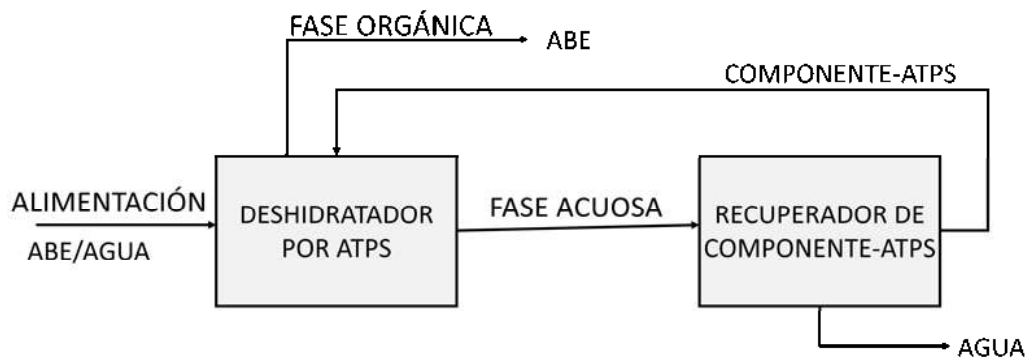 FASE ORGÁNICA
ABE
COMPONENTE-ATPS
ALIMENTACIÓN
ABE/AGUA
DESHIDRATADOR
POR ATPS
FASE ACUOSA
RECUPERADOR DE
COMPONENTE-ATPS
AGUA